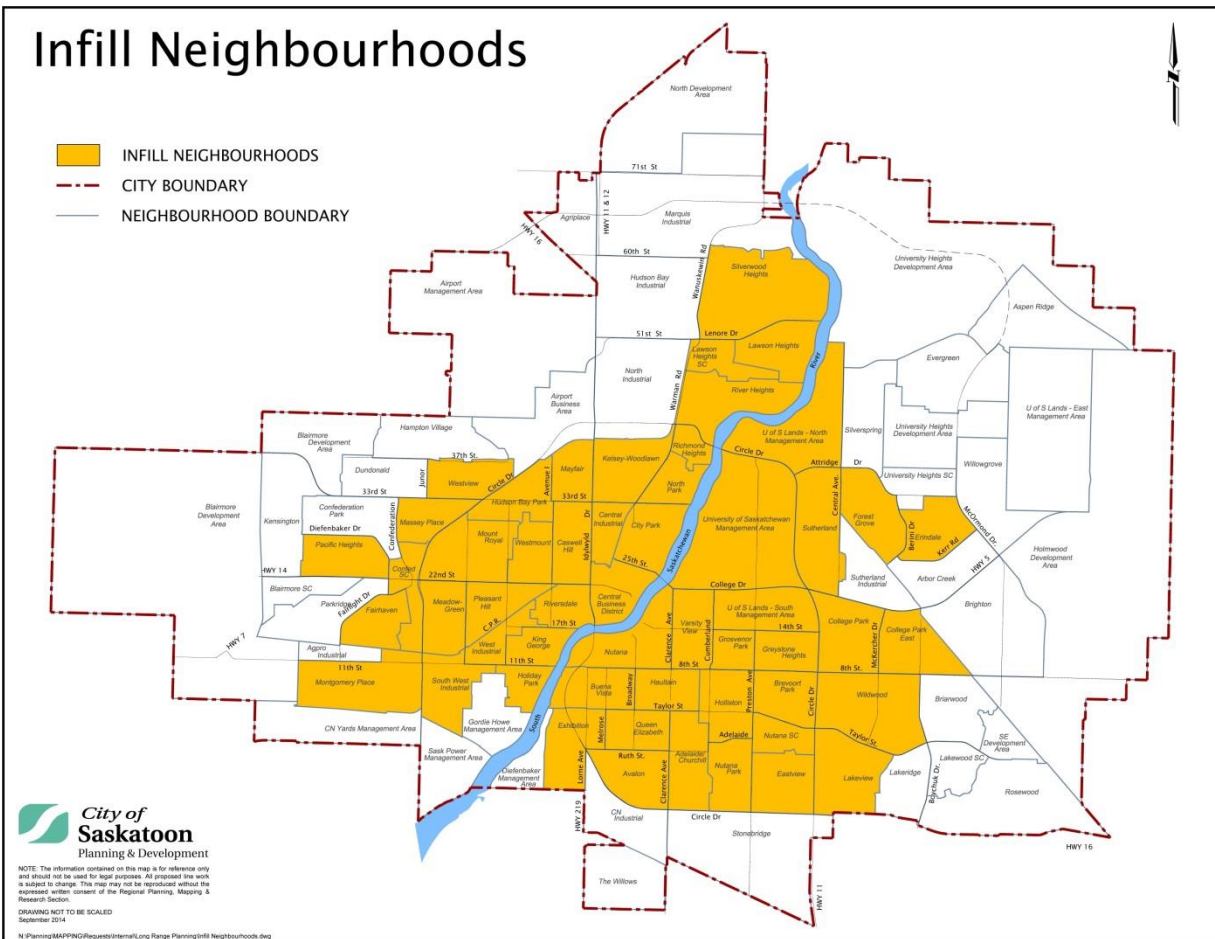 Infill Neighbourhoods
INFILL NEIGHBOURHOODS
CITY BOUNDARY
NEIGHBOURHOOD BOUNDARY
N
North Development
Area
71st St
HWY 11 & 12
Agriplace
Marquis
Industrial
HWY 16
60th St
Wanuskewin Rd
Silverwood
Heights
University Heights
Development Area
Airport
Management Area
Hudson Bay
Industrial
Aspen Ridge
51st St
Lenore Dr
Lawson
Heights
SC
Lawson Heights
River
Evergreen
North
Industrial
Warman Rd
River Heights
Airport
Business
Area
U of S Lands - East
Management Area
Hampton Village
Blairmore
Development
Area
U of S Lands - North
Management Area
Silverspring
University Heights
Development Area
Richmond
Heights
Kelsey-Woodlawn
Circle Dr
Attridge Dr
37th St.
Junor
Dundonald
Westview
Circle Dr
Avenue I
Mayfair
Willowgrove
University Heights SC
33rd St
33rd St
Hudson Bay Park
North
Park
Central Ave.
Blairmore
Development
Area
Kensington
Confederation
Park
Diefenbaker Dr
Confederation
Massey Place
Idylwyld Dr
Central
Industrial
City Park
University of Saskatchewan
Management Area
Sutherland
Forest
Grove
Berini Dr
Erindale
Kerr Rd
McOrmond Dr.
Mount
Royal
Westmount
Caswell
Hill
Pacific Heights
25th St.
Saskatchewan
HWY 5
Holmwood
Development
Area
HWY 14
Confed
SC
22nd St
College Dr
Sutherland
Industrial
Arbor Creek
Blairmore SC
Parkridge
Fairlight Dr
Fairhaven
Meadow-
Green
Pleasant
Hill
Riversdale
Central
Business
District
U of S Lands - South
Management Area
Brighton
C.P.R.
17th St
Clarence Ave
Varsity
View
Cumberland
14th St
College Park
McKercher Dr
College Park
East
HWY 7
Agpro
Industrial
West
Industrial
King
George
Nutana
Grosvenor
Park
Greystone
Heights
11th St
11th St
8th St
8th St.
Montgomery Place
South West
Industrial
Holiday
Park
Buena
Vista
Broadway
Haultain
Holliston
Preston Ave
Brevoort
Park
Circle Dr
Wildwood
Briarwood
Taylor St
Taylor St.
CN Yards Management Area
Gordie Howe
Management Area
South
Exhibition
Melrose
Queen
Elizabeth
Adelaide
Nutana SC
SE
Development
Area
Sask Power
Management Area
Ruth St.
Adelaide/
Churchill
Nutana
Park
Eastview
Lakeview
Lakeridge
Lakewood SC
Diefenbaker
Management
Area
Lorne Ave
Avalon
Clarence Ave
Boychuk Dr.
Rosewood
HWY 219
CN
Industrial
Circle Dr
Stonebridge
HWY 16
The Willows
HWY 11
City of
Saskatoon
Planning & Development
NOTE: The information contained on this map is for reference only
and should not be used for legal purposes. All proposed line work
is subject to change. This map may not be reproduced without the
expressed written consent of the Regional Planning, Mapping &
Research Section.
DRAWING NOT TO BE SCALED
September 2014
N:\Planning\MAPPING\Requests\Internal\Long Range Planning\Infill Neighbourhoods.dwg